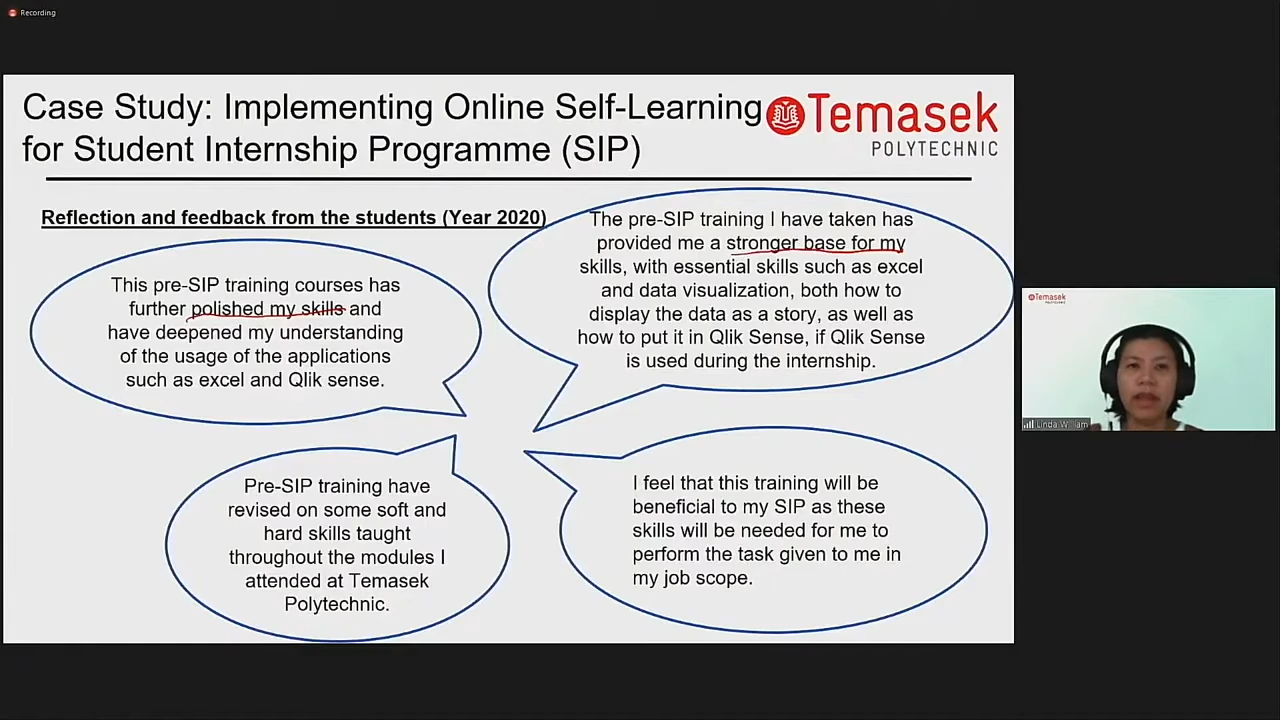 Recording
Case Study: Implementing Online Self-Learning
for Student Internship Programme (SIP)
Temasek
POLYTECHNIC
Reflection and feedback from the students (Year 2020)
This pre-SIP training courses has
further polished my skills and
have deepened my understanding
of the usage of the applications
such as excel and Qlik sense.
The pre-SIP training I have taken has
provided me a stronger base for my
skills, with essential skills such as excel
and data visualization, both how to
display the data as a story, as well as
how to put it in Qlik Sense, if Qlik Sense
is used during the internship.
Pre-SIP training have
revised on some soft and
hard skills taught
throughout the modules I
attended at Temasek
Polytechnic.
I feel that this training will be
beneficial to my SIP as these
skills will be needed for me to
perform the task given to me in
my job scope.
Temasek
POLYTECHNIC
Linda William